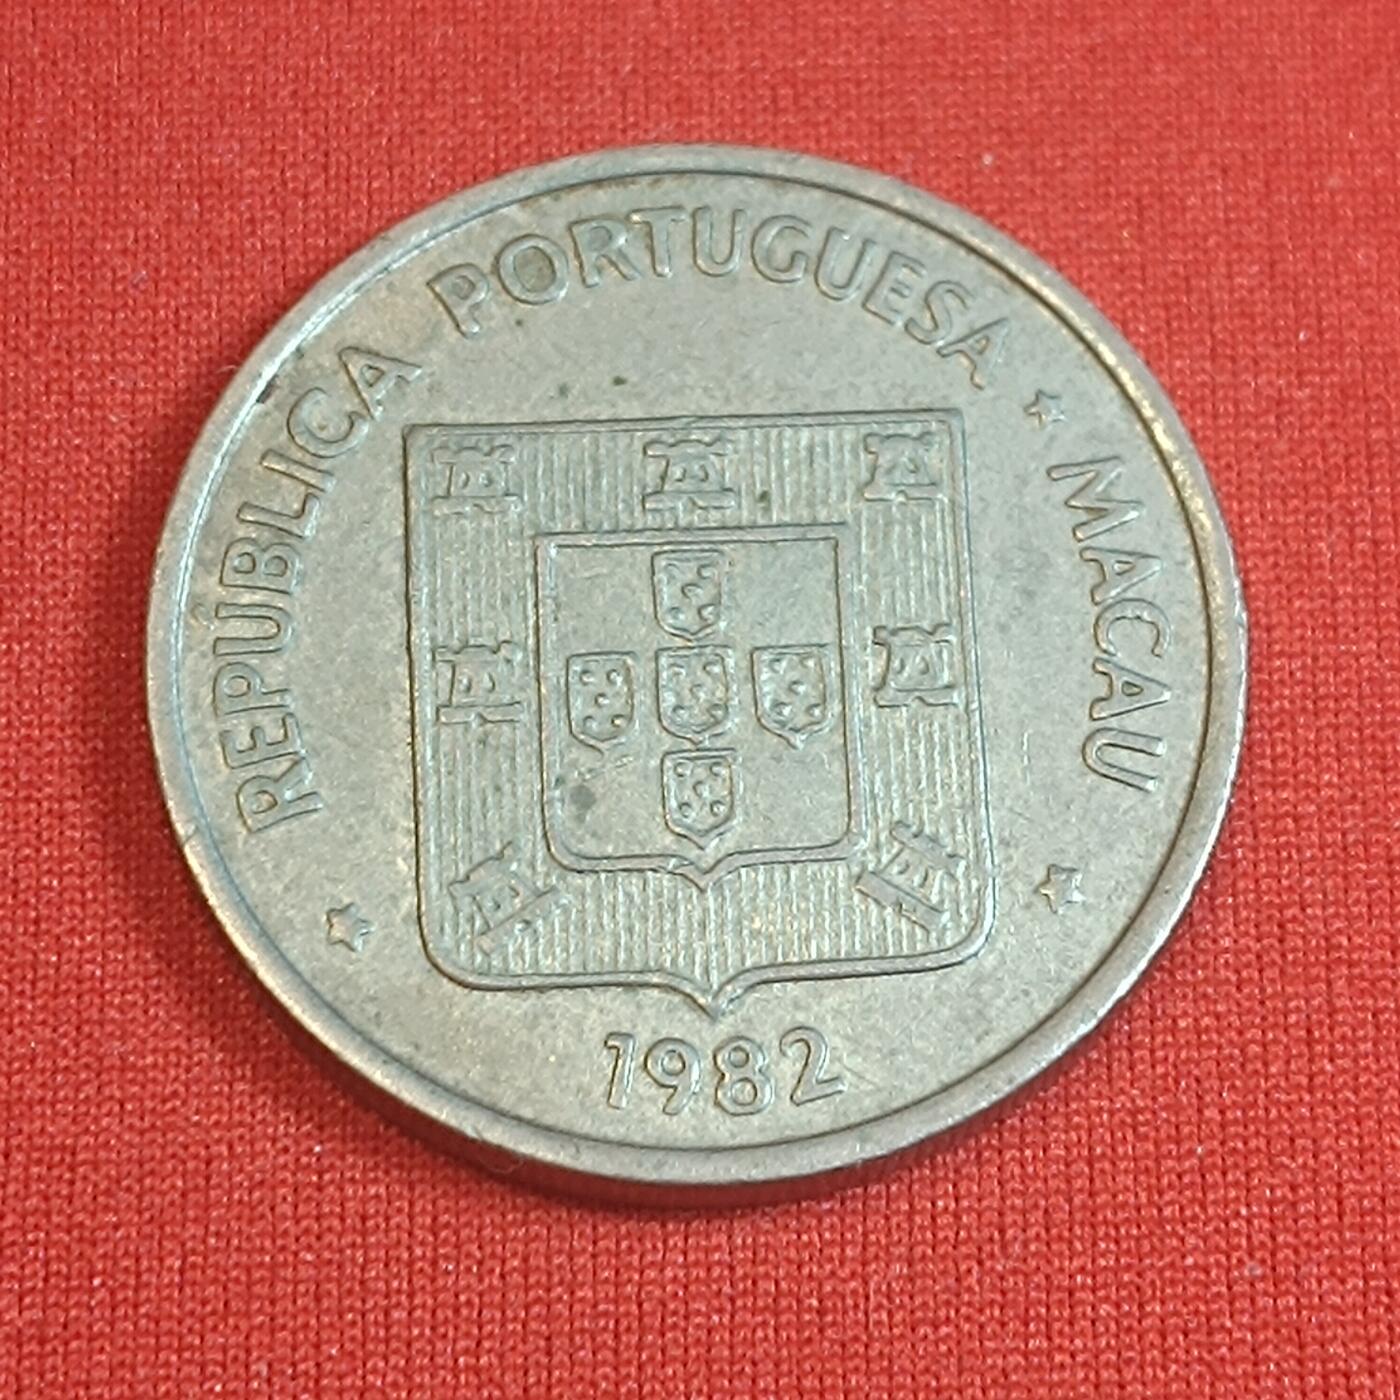 REPÚBLICA PORTUGUESA ★ MACAU ★
1982
★